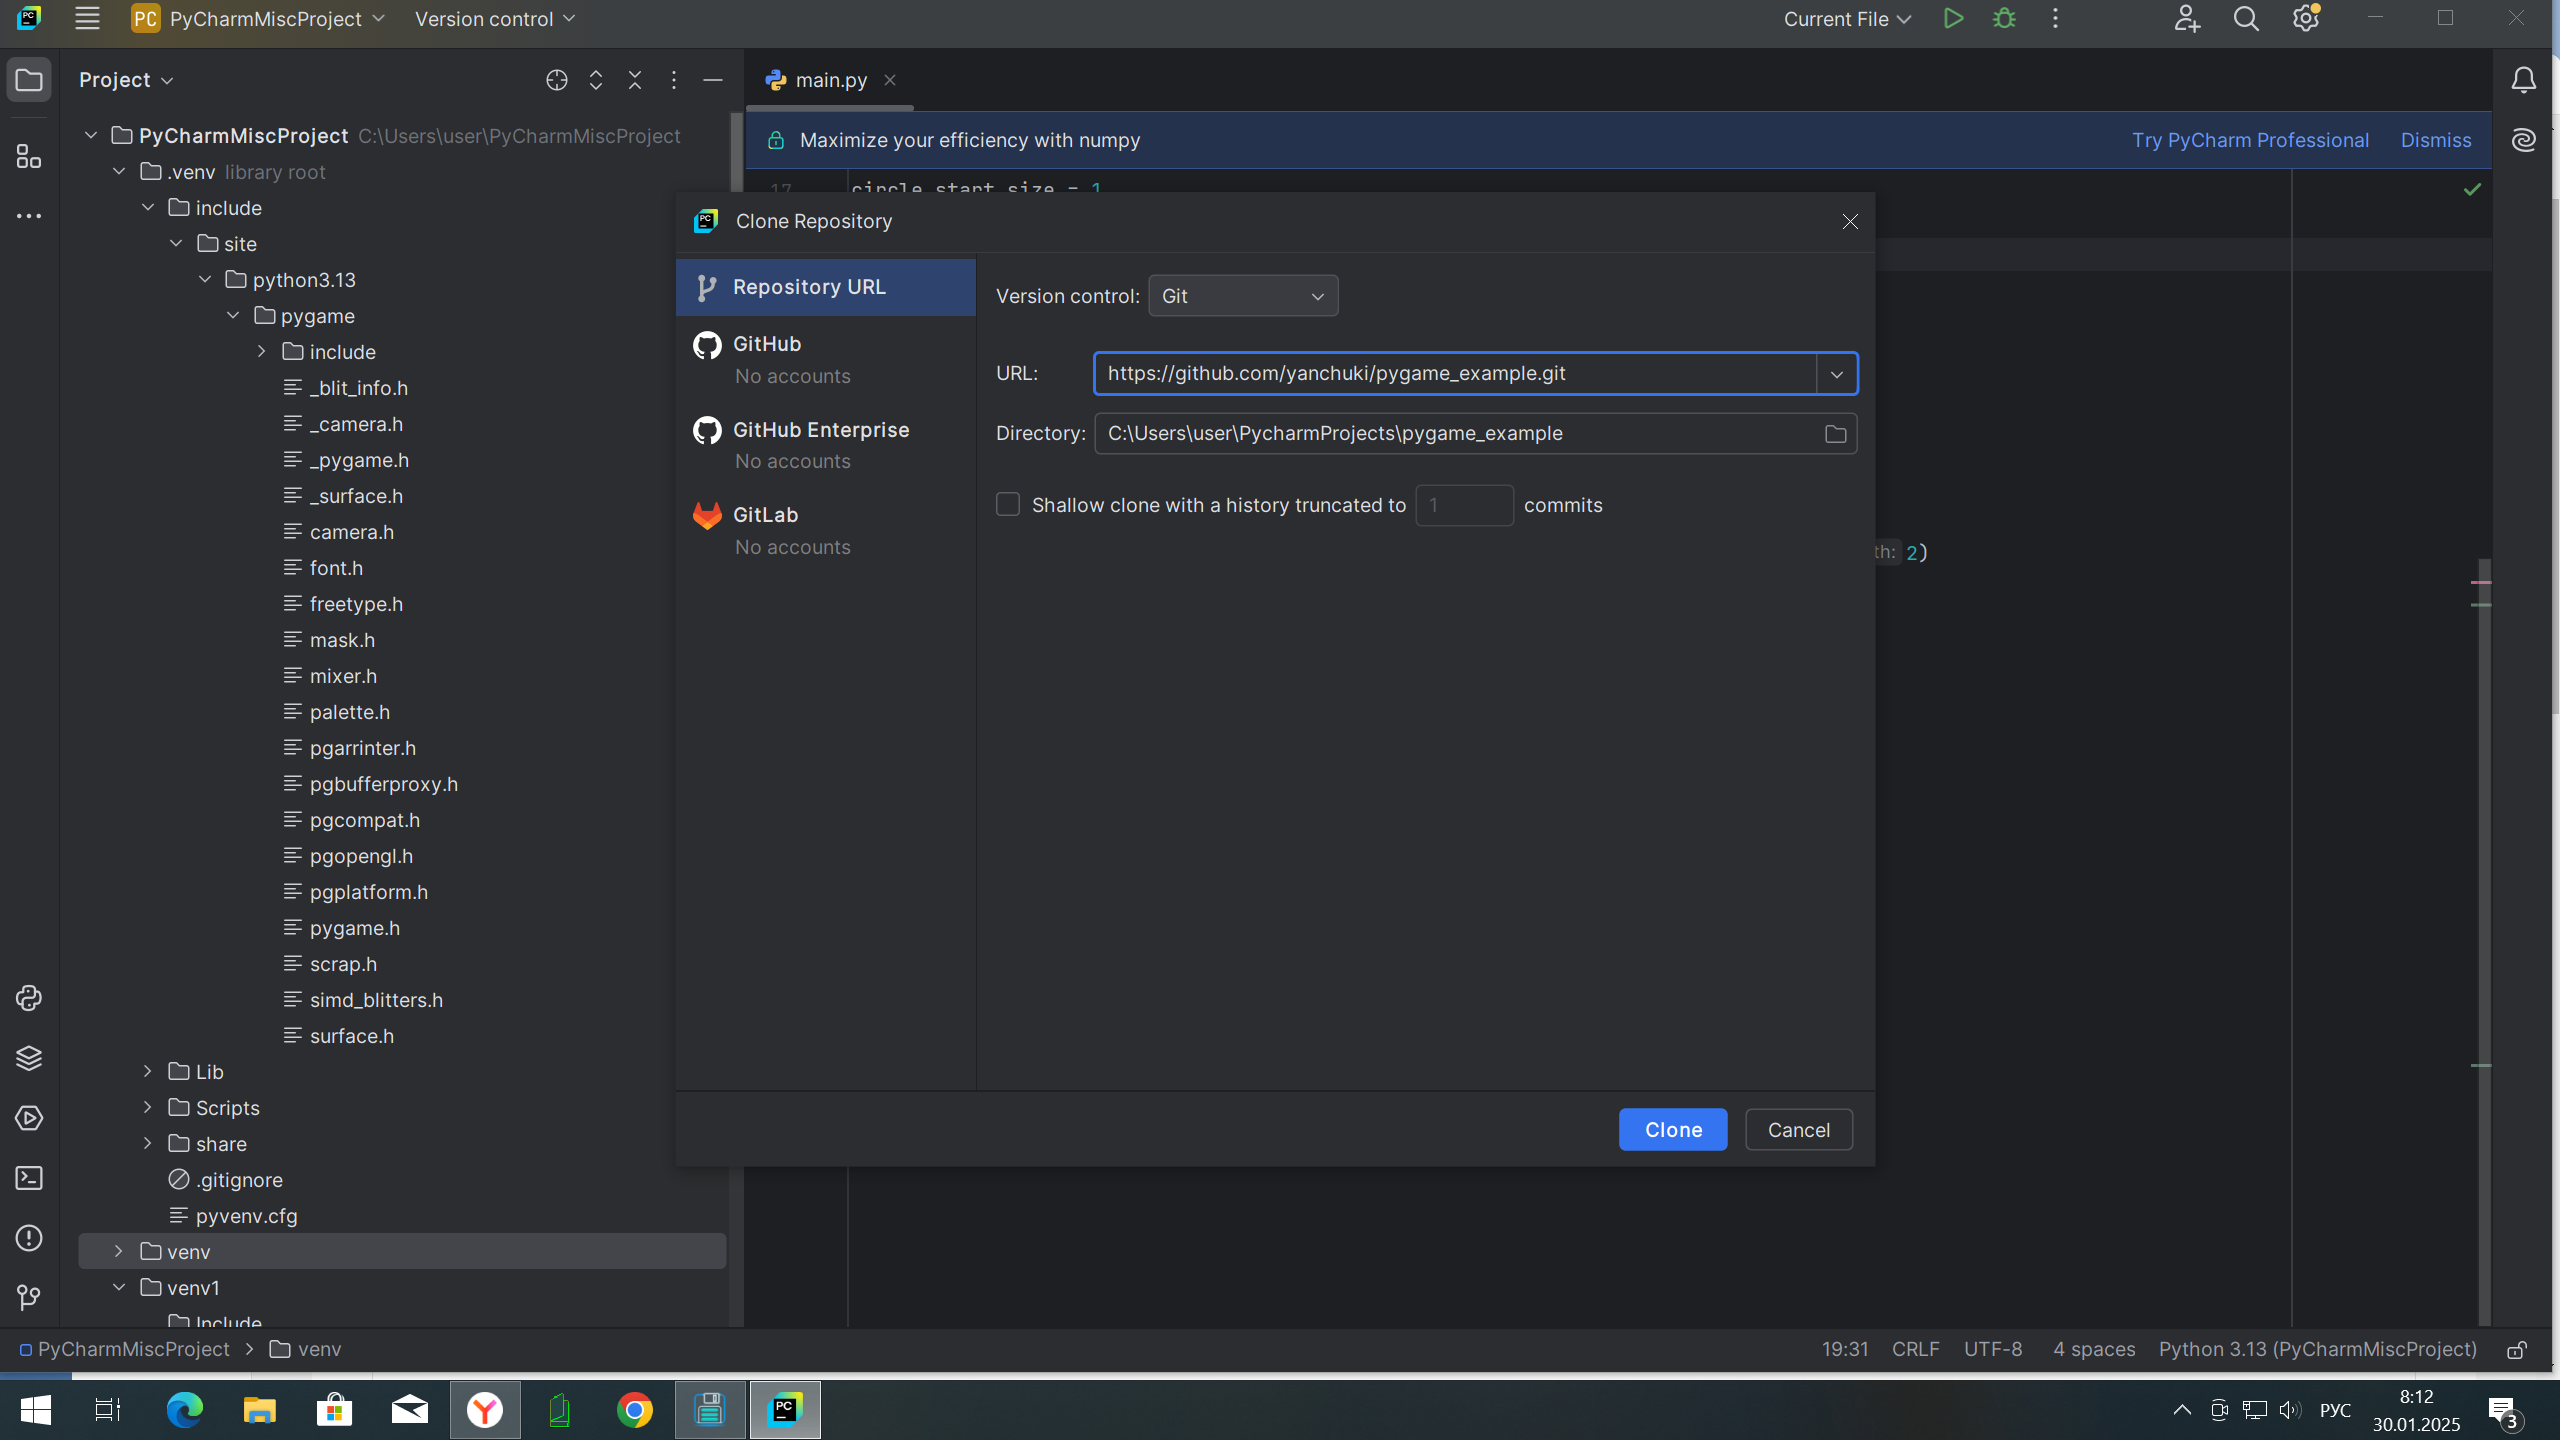 PC PyCharmMiscProject Version control Current File
Project
main.py
PyCharmMiscProject C:\Users\user\PyCharmMiscProject
Maximize your efficiency with numpy Try PyCharm Professional Dismiss
.venv library root
17 circle_start_size = 1
include
site
python3.13
pygame
include
_blit_info.h
_camera.h
_pygame.h
_surface.h
camera.h
font.h
freetype.h
mask.h
mixer.h
palette.h
pgarrinter.h
pgbufferproxy.h
pgcompat.h
pgopengl.h
pgplatform.h
pygame.h
scrap.h
simd_blitters.h
surface.h
Lib
Scripts
share
.gitignore
pyvenv.cfg
venv
venv1
Include
PC Clone Repository
Repository URL
GitHub
No accounts
GitHub Enterprise
No accounts
GitLab
No accounts
Version control: Git
URL: https://github.com/yanchuki/pygame_example.git
Directory: C:\Users\user\PycharmProjects\pygame_example
Shallow clone with a history truncated to 1 commits
th: 2)
Clone Cancel
PyCharmMiscProject venv 19:31 CRLF UTF-8 4 spaces Python 3.13 (PyCharmMiscProject)
PC
РУС
8:12
30.01.2025
3